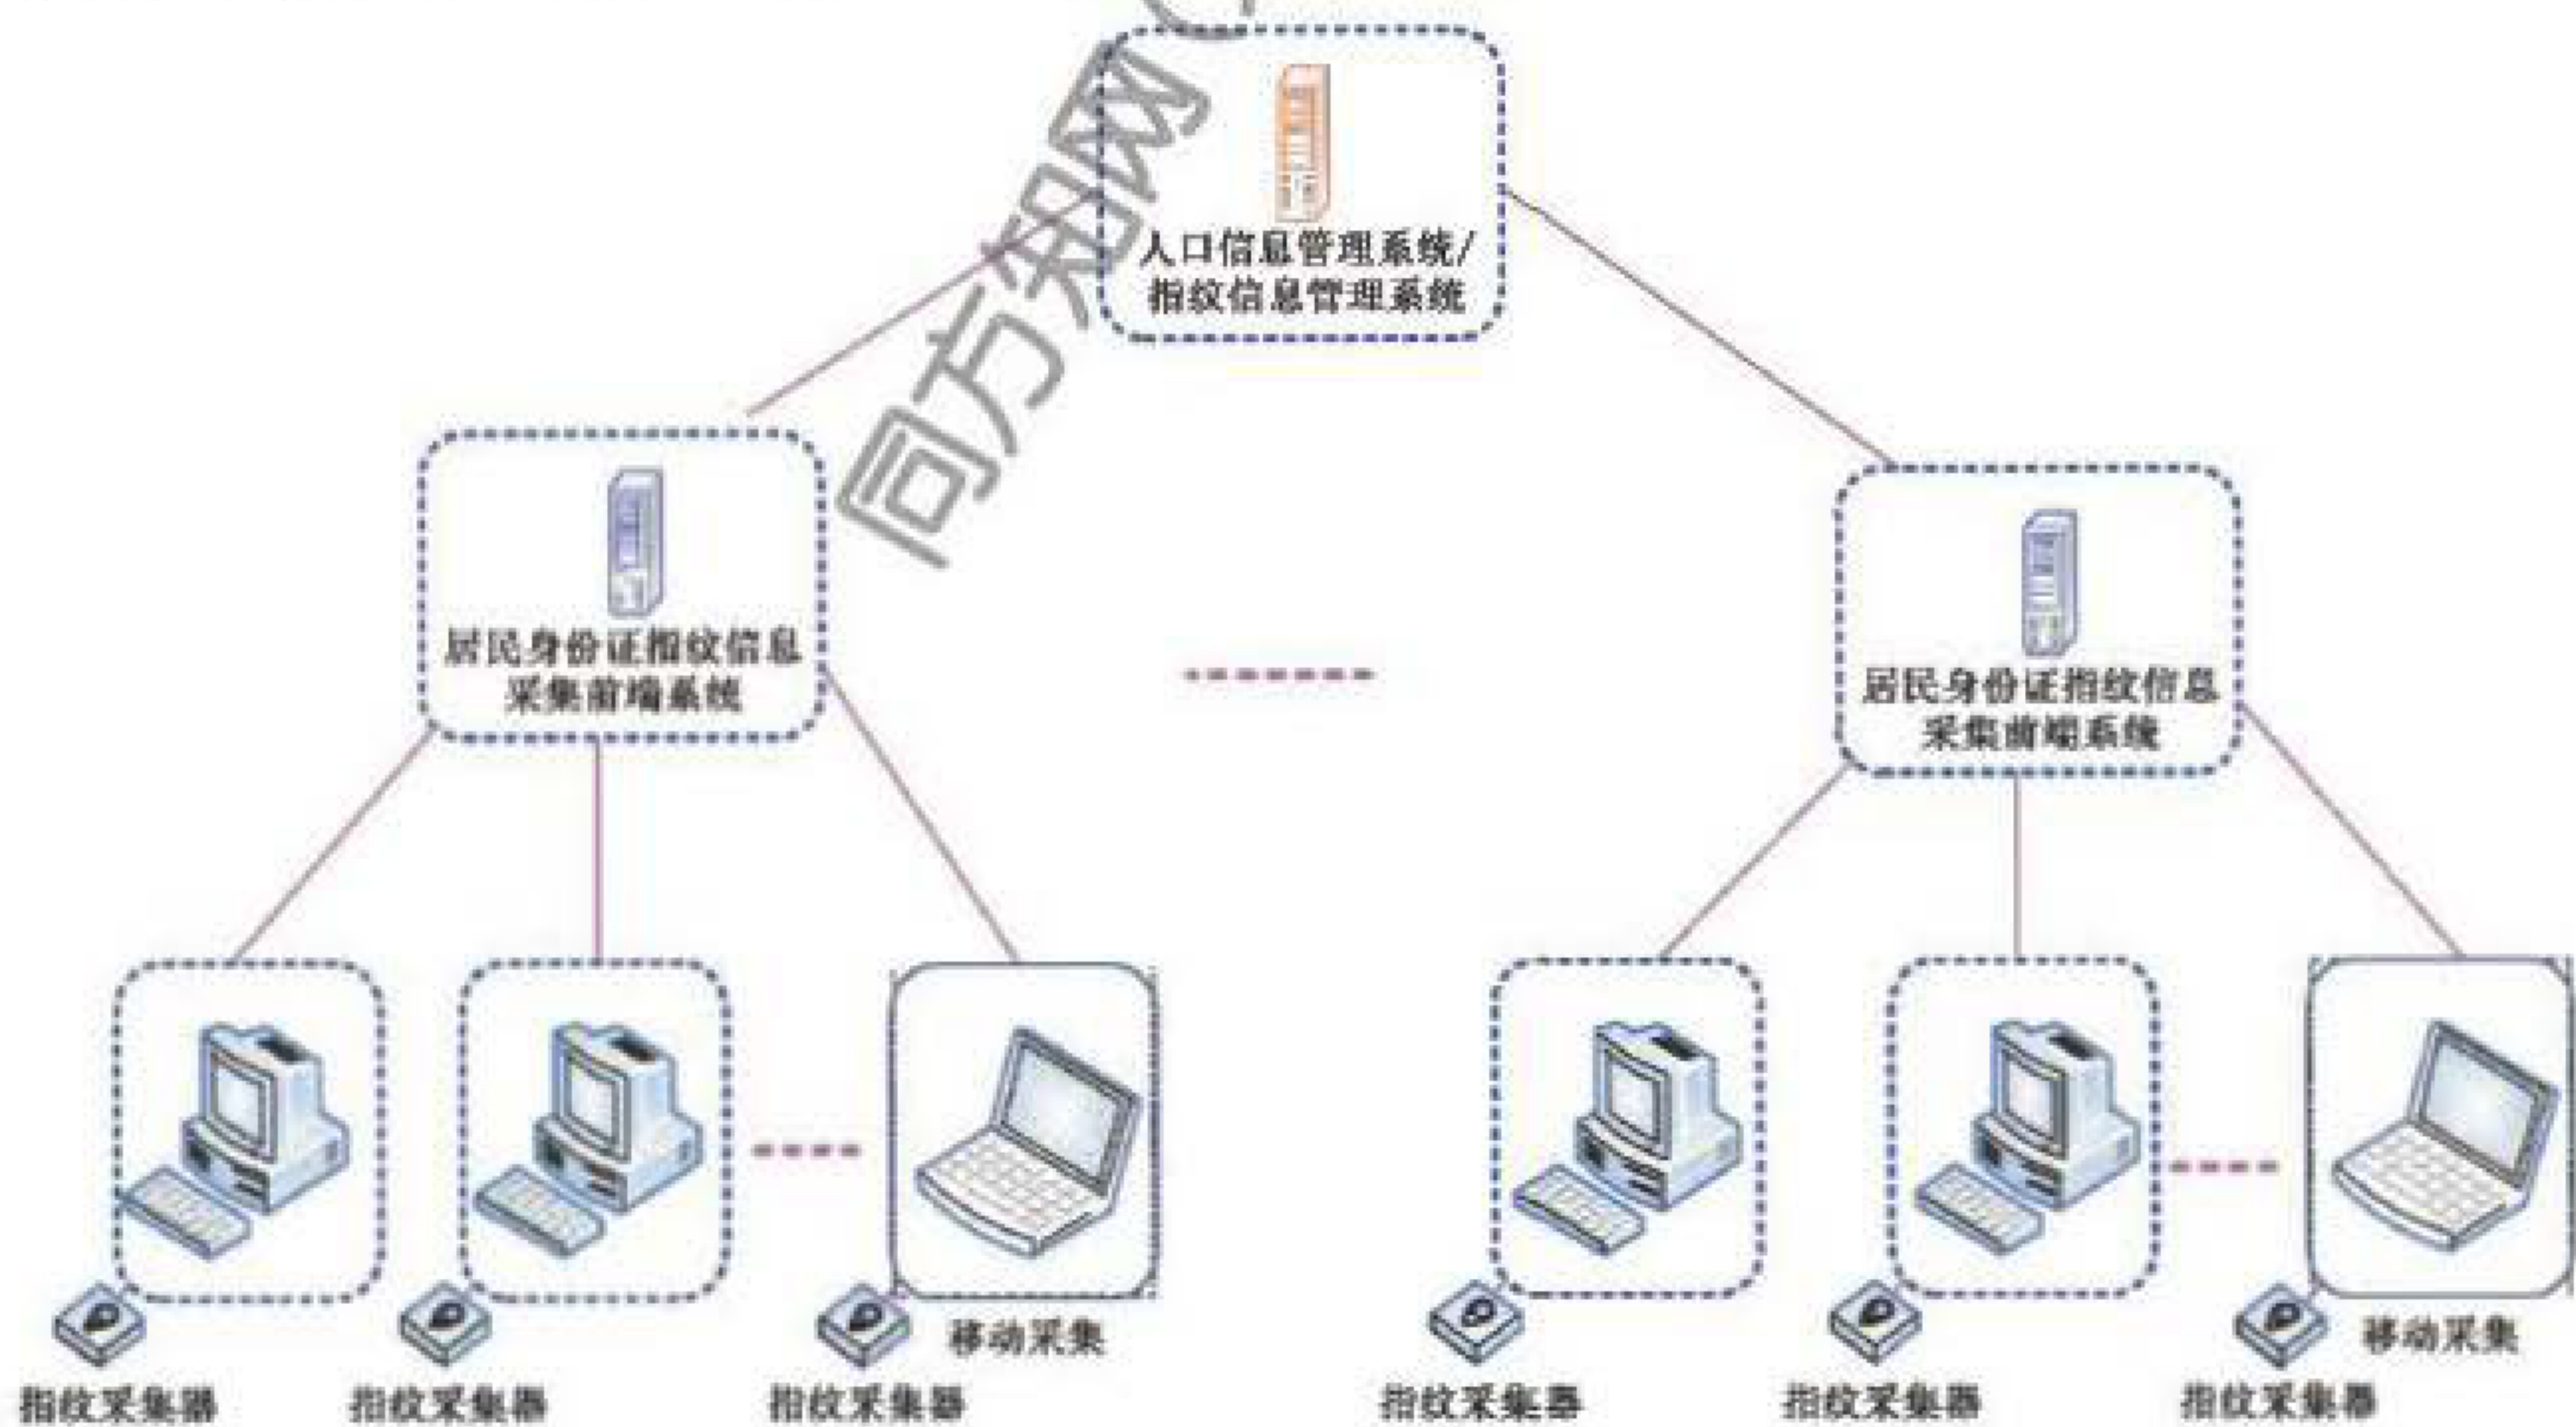 同方知网
人口信息管理系统/
指纹信息管理系统
居民身份证指纹信息
采集前端系统
居民身份证指纹信息
采集前端系统
移动采集
移动采集
指纹采集器
指纹采集器
指纹采集器
指纹采集器
指纹采集器
指纹采集器